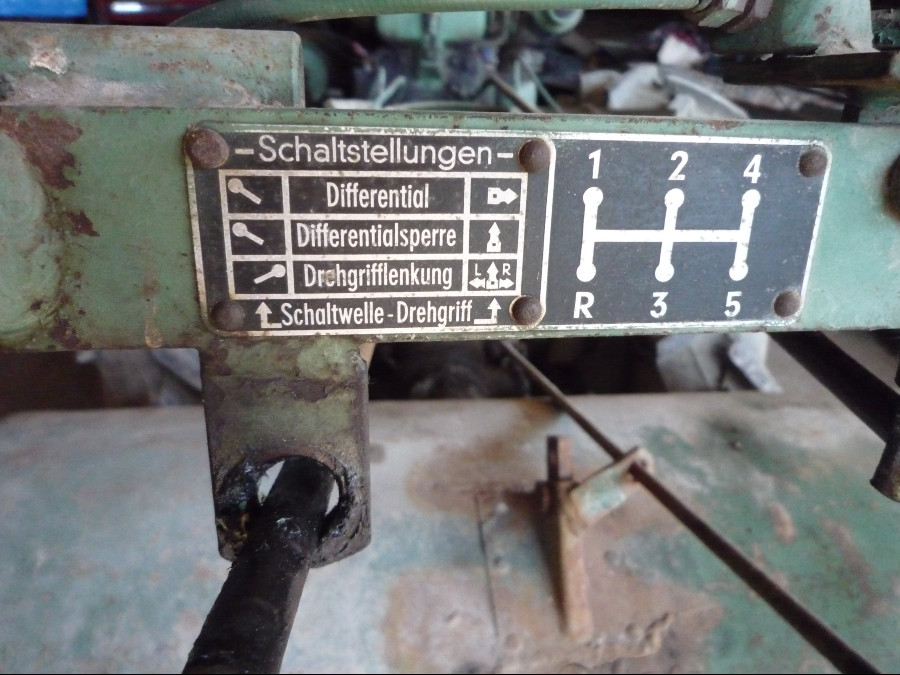 -Schaltstellungen-
Differential
Differentialsperre
Drehgrifflenkung L R
Schaltwelle-Drehgriff
1 2 4
R 3 5